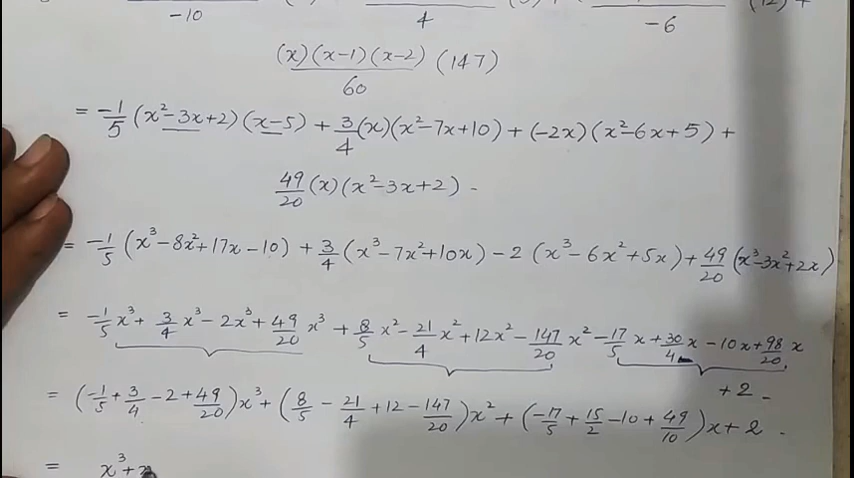 -10 4 (3) -6 (12) +
(x)(x-1)(x-2)/60 (147)
= -1/5 (x²-3x+2)(x-5) + 3/4 (x)(x²-7x+10) + (-2x)(x²-6x+5) +
49/20 (x)(x²-3x+2) -
= -1/5 (x³-8x²+17x-10) + 3/4 (x³-7x²+10x) - 2 (x³-6x²+5x) + 49/20 (x³-3x²+2x)
= -1/5 x³ + 3/4 x³ - 2x³ + 49/20 x³ + 8/5 x² - 21/4 x² + 12x² - 147/20 x² - 17/5 x + 30/4 x - 10x + 98/20 x
+2 -
= (-1/5 + 3/4 - 2 + 49/20)x³ + (8/5 - 21/4 + 12 - 147/20)x² + (-17/5 + 15/2 - 10 + 49/10)x + 2 .
= x³ + x